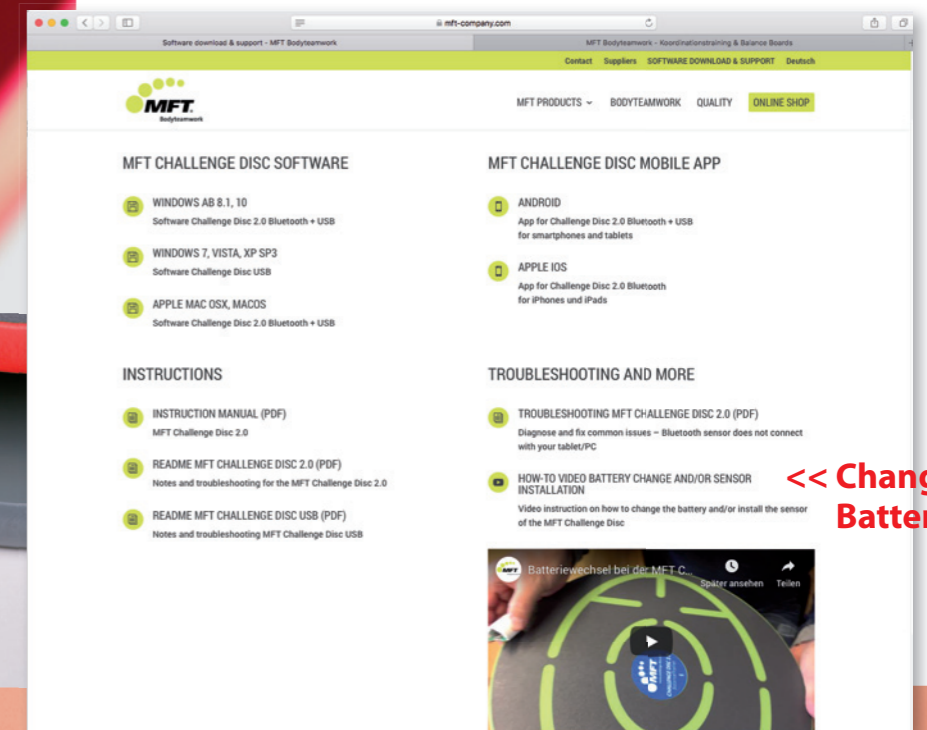 mft-company.com
Software download & support - MFT Bodyteamwork
MFT Bodyteamwork - Koordinationstraining & Balance Boards
Contact Suppliers SOFTWARE DOWNLOAD & SUPPORT Deutsch
MFT
Bodyteamwork
MFT PRODUCTS BODYTEAMWORK QUALITY ONLINE SHOP
MFT CHALLENGE DISC SOFTWARE
WINDOWS AB 8.1, 10
Software Challenge Disc 2.0 Bluetooth + USB
WINDOWS 7, VISTA, XP SP3
Software Challenge Disc USB
APPLE MAC OSX, MACOS
Software Challenge Disc 2.0 Bluetooth + USB
MFT CHALLENGE DISC MOBILE APP
ANDROID
App for Challenge Disc 2.0 Bluetooth + USB
for smartphones and tablets
APPLE IOS
App for Challenge Disc 2.0 Bluetooth
for iPhones und iPads
INSTRUCTIONS
INSTRUCTION MANUAL (PDF)
MFT Challenge Disc 2.0
README MFT CHALLENGE DISC 2.0 (PDF)
Notes and troubleshooting for the MFT Challenge Disc 2.0
README MFT CHALLENGE DISC USB (PDF)
Notes and troubleshooting MFT Challenge Disc USB
TROUBLESHOOTING AND MORE
TROUBLESHOOTING MFT CHALLENGE DISC 2.0 (PDF)
Diagnose and fix common issues – Bluetooth sensor does not connect
with your tablet/PC
HOW-TO VIDEO BATTERY CHANGE AND/OR SENSOR
INSTALLATION
Video instruction on how to change the battery and/or install the sensor
of the MFT Challenge Disc
<< Chang
Batter
MFT
Batteriewechsel bei der MFT C...
Später ansehen Teilen
MFT
CHALLENGE DISC